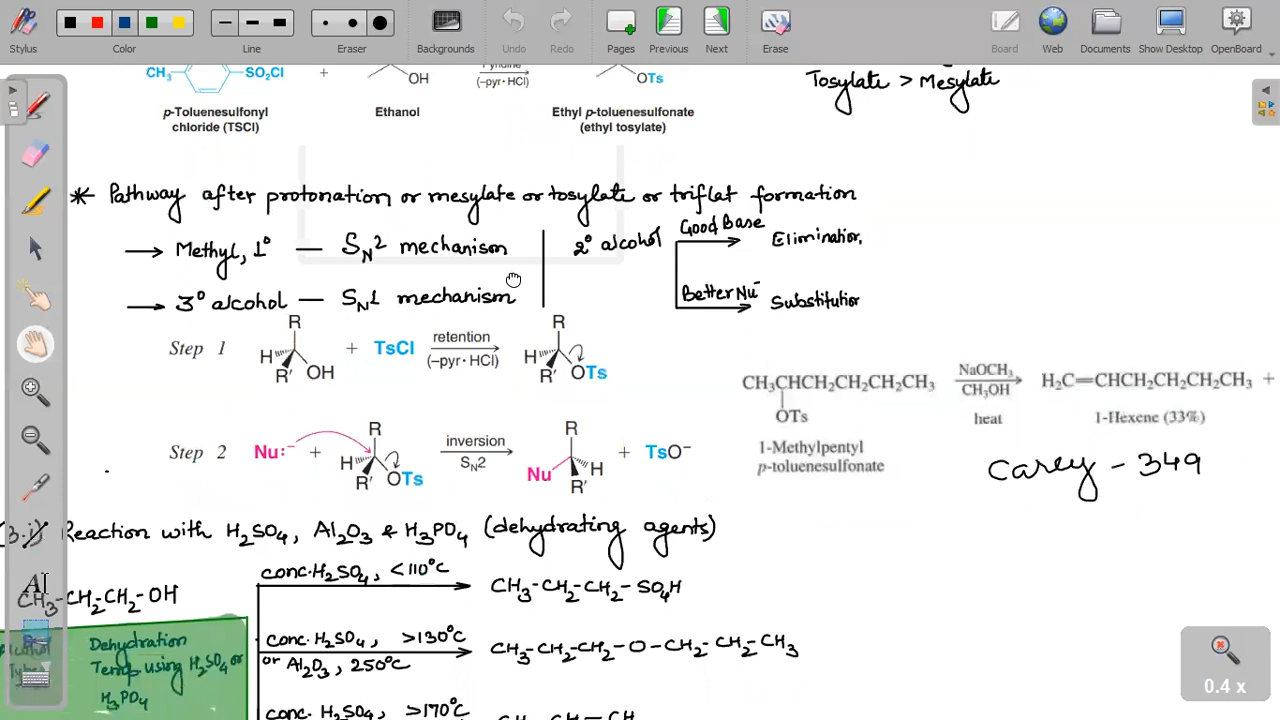 Stylus Color Line Eraser Backgrounds Undo Redo Pages Previous Next Erase Board Web Documents Show Desktop OpenBoard
CH₃ SO₂Cl + OH Pyridine (–pyr·HCl) OTs
p-Toluenesulfonyl chloride (TSCl)
Ethanol
Ethyl p-toluenesulfonate (ethyl tosylate)
Tosylate > Mesylate
* Pathway after protonation or mesylate or tosylate or triflat formation
→ Methyl, 1° — SN2 mechanism
→ 3° alcohol — SN1 mechanism
2° alcohol
Good Base Elimination
Better Nu⁻ Substitution
Step 1 H R R' OH + TsCl retention (–pyr·HCl) H R R' OTs
Step 2 Nu:⁻ + H R R' OTs inversion SN2 Nu R H R' + TsO⁻
CH₃CHCH₂CH₂CH₂CH₃ NaOCH₃ CH₃OH heat H₂C=CHCH₂CH₂CH₂CH₃ +
OTs
1-Methylpentyl
p-toluenesulfonate
1-Hexene (33%)
Carey - 349
3.i) Reaction with H₂SO₄, Al₂O₃ & H₃PO₄ (dehydrating agents)
CH₃-CH₂-CH₂-OH
conc. H₂SO₄, <110°C CH₃-CH₂-CH₂-SO₄H
conc. H₂SO₄, >130°C
or Al₂O₃, 250°C
CH₃-CH₂-CH₂-O-CH₂-CH₂-CH₃
conc. H₂SO₄, >170°C
Dehydration
Temp using H₂SO₄ or
H₃PO₄
0.4 x